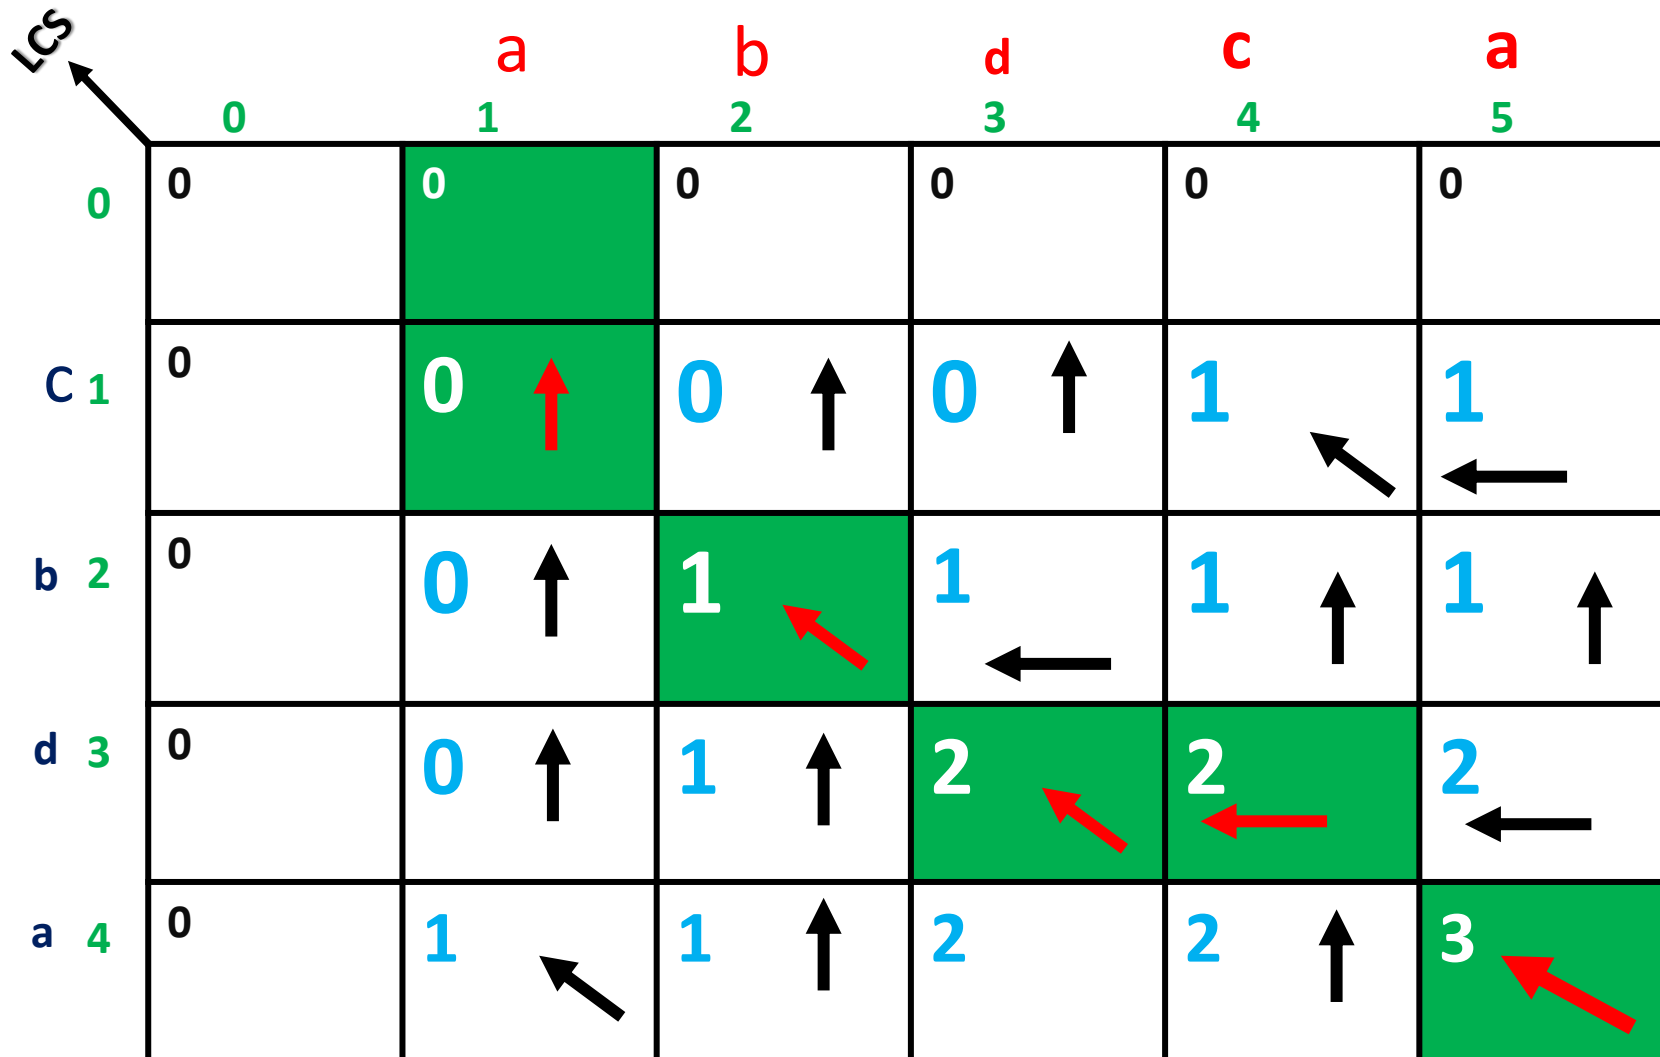 LCS
a b d c a
0 1 2 3 4 5
0 0 0 0 0 0 0
C 1 0 0 0 0 1 1
b 2 0 0 1 1 1 1
d 3 0 0 1 2 2 2
a 4 0 1 1 2 2 3